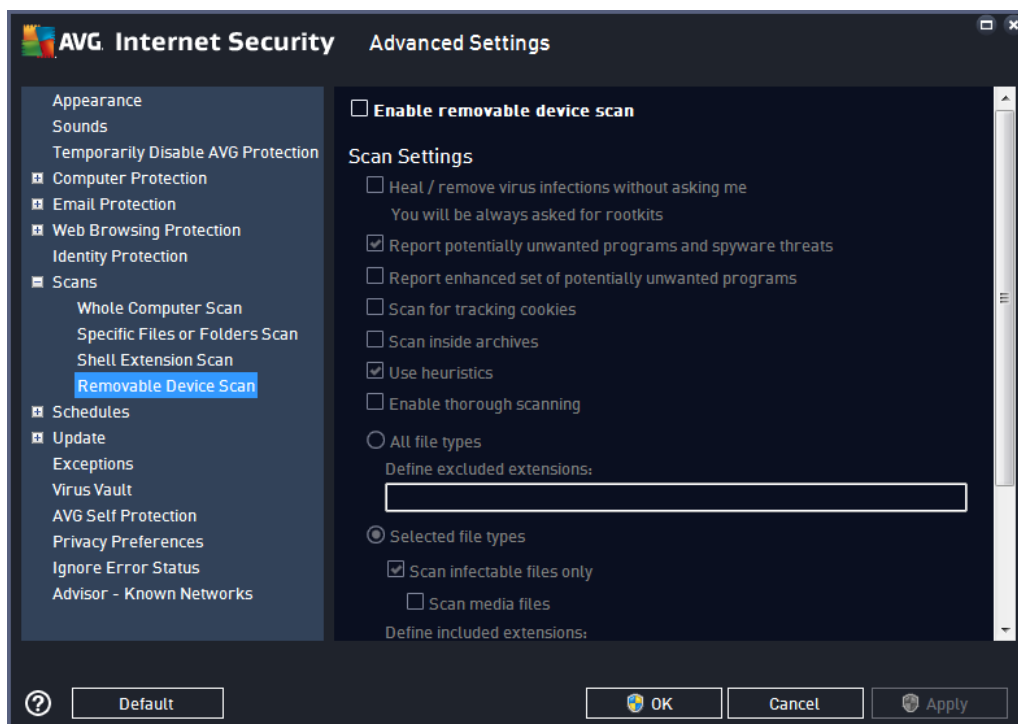 AVG. Internet Security Advanced Settings
Appearance
Sounds
Temporarily Disable AVG Protection
Computer Protection
Email Protection
Web Browsing Protection
Identity Protection
Scans
Whole Computer Scan
Specific Files or Folders Scan
Shell Extension Scan
Removable Device Scan
Schedules
Update
Exceptions
Virus Vault
AVG Self Protection
Privacy Preferences
Ignore Error Status
Advisor - Known Networks
Enable removable device scan
Scan Settings
Heal / remove virus infections without asking me
You will be always asked for rootkits
Report potentially unwanted programs and spyware threats
Report enhanced set of potentially unwanted programs
Scan for tracking cookies
Scan inside archives
Use heuristics
Enable thorough scanning
All file types
Define excluded extensions:
Selected file types
Scan infectable files only
Scan media files
Define included extensions:
? Default OK Cancel Apply